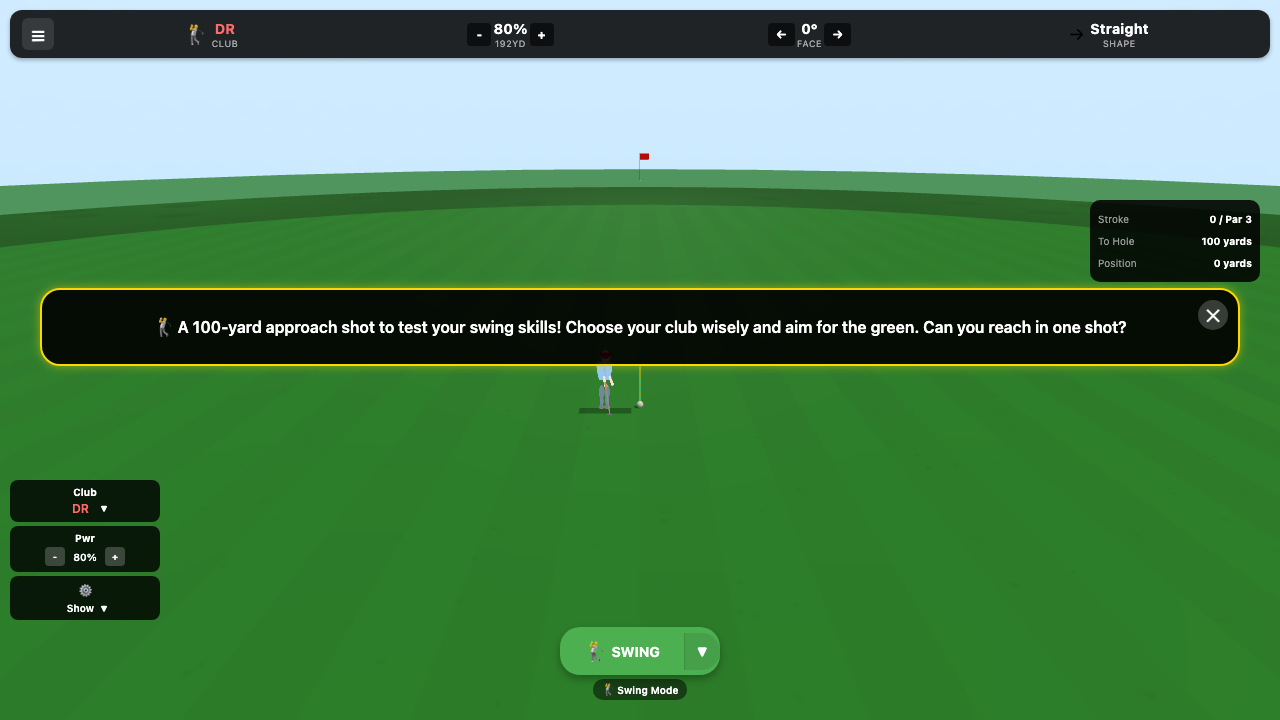 DR
CLUB
- 80% +
192YD
← 0° →
FACE
→ Straight
SHAPE
Stroke 0 / Par 3
To Hole 100 yards
Position 0 yards
A 100-yard approach shot to test your swing skills! Choose your club wisely and aim for the green. Can you reach in one shot?
Club
DR ▼
Pwr
- 80% +
Show ▼
SWING ▼
Swing Mode